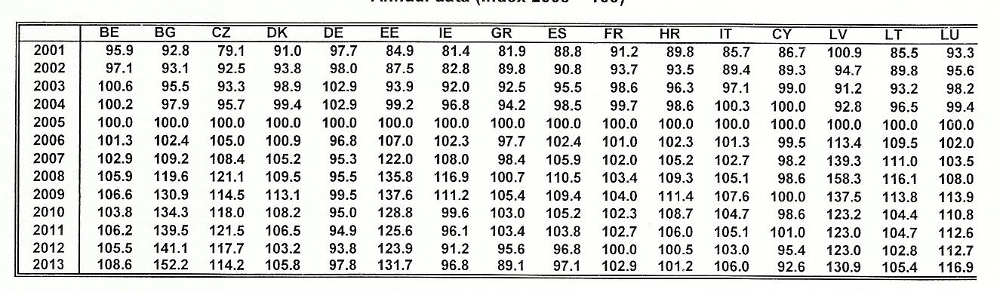 BE BG CZ DK DE EE IE GR ES FR HR IT CY LV LT LU
2001 95.9 92.8 79.1 91.0 97.7 84.9 81.4 81.9 88.8 91.2 89.8 85.7 86.7 100.9 85.5 93.3
2002 97.1 93.1 92.5 93.8 98.0 87.5 82.8 89.8 90.8 93.7 93.5 89.4 89.3 94.7 89.8 95.6
2003 100.6 95.5 93.3 98.9 102.9 93.9 92.0 92.5 95.5 98.6 96.3 97.1 99.0 91.2 93.2 98.2
2004 100.2 97.9 95.7 99.4 102.9 99.2 96.8 94.2 98.5 99.7 98.6 100.3 100.0 92.8 96.5 99.4
2005 100.0 100.0 100.0 100.0 100.0 100.0 100.0 100.0 100.0 100.0 100.0 100.0 100.0 100.0 100.0 100.0
2006 101.3 102.4 105.0 100.9 96.8 107.0 102.3 97.7 102.4 101.0 102.3 101.3 99.5 113.4 109.5 102.0
2007 102.9 109.2 108.4 105.2 95.3 122.0 108.0 98.4 105.9 102.0 105.2 102.7 98.2 139.3 111.0 103.5
2008 105.9 119.6 121.1 109.5 95.5 135.8 116.9 100.7 110.5 103.4 109.3 105.1 98.6 158.3 116.1 108.0
2009 106.6 130.9 114.5 113.1 99.5 137.6 111.2 105.4 109.4 104.0 111.4 107.6 100.0 137.5 113.8 113.9
2010 103.8 134.3 118.0 108.2 95.0 128.8 99.6 103.0 105.2 102.3 108.7 104.7 98.6 123.2 104.4 110.8
2011 106.2 139.5 121.5 106.5 94.9 125.6 96.1 103.4 103.8 102.7 106.0 105.1 101.0 123.0 104.7 112.6
2012 105.5 141.1 117.7 103.2 93.8 123.9 91.2 95.6 96.8 100.0 100.5 103.0 95.4 123.0 102.8 112.7
2013 108.6 152.2 114.2 105.8 97.8 131.7 96.8 89.1 97.1 102.9 101.2 106.0 92.6 130.9 105.4 116.9